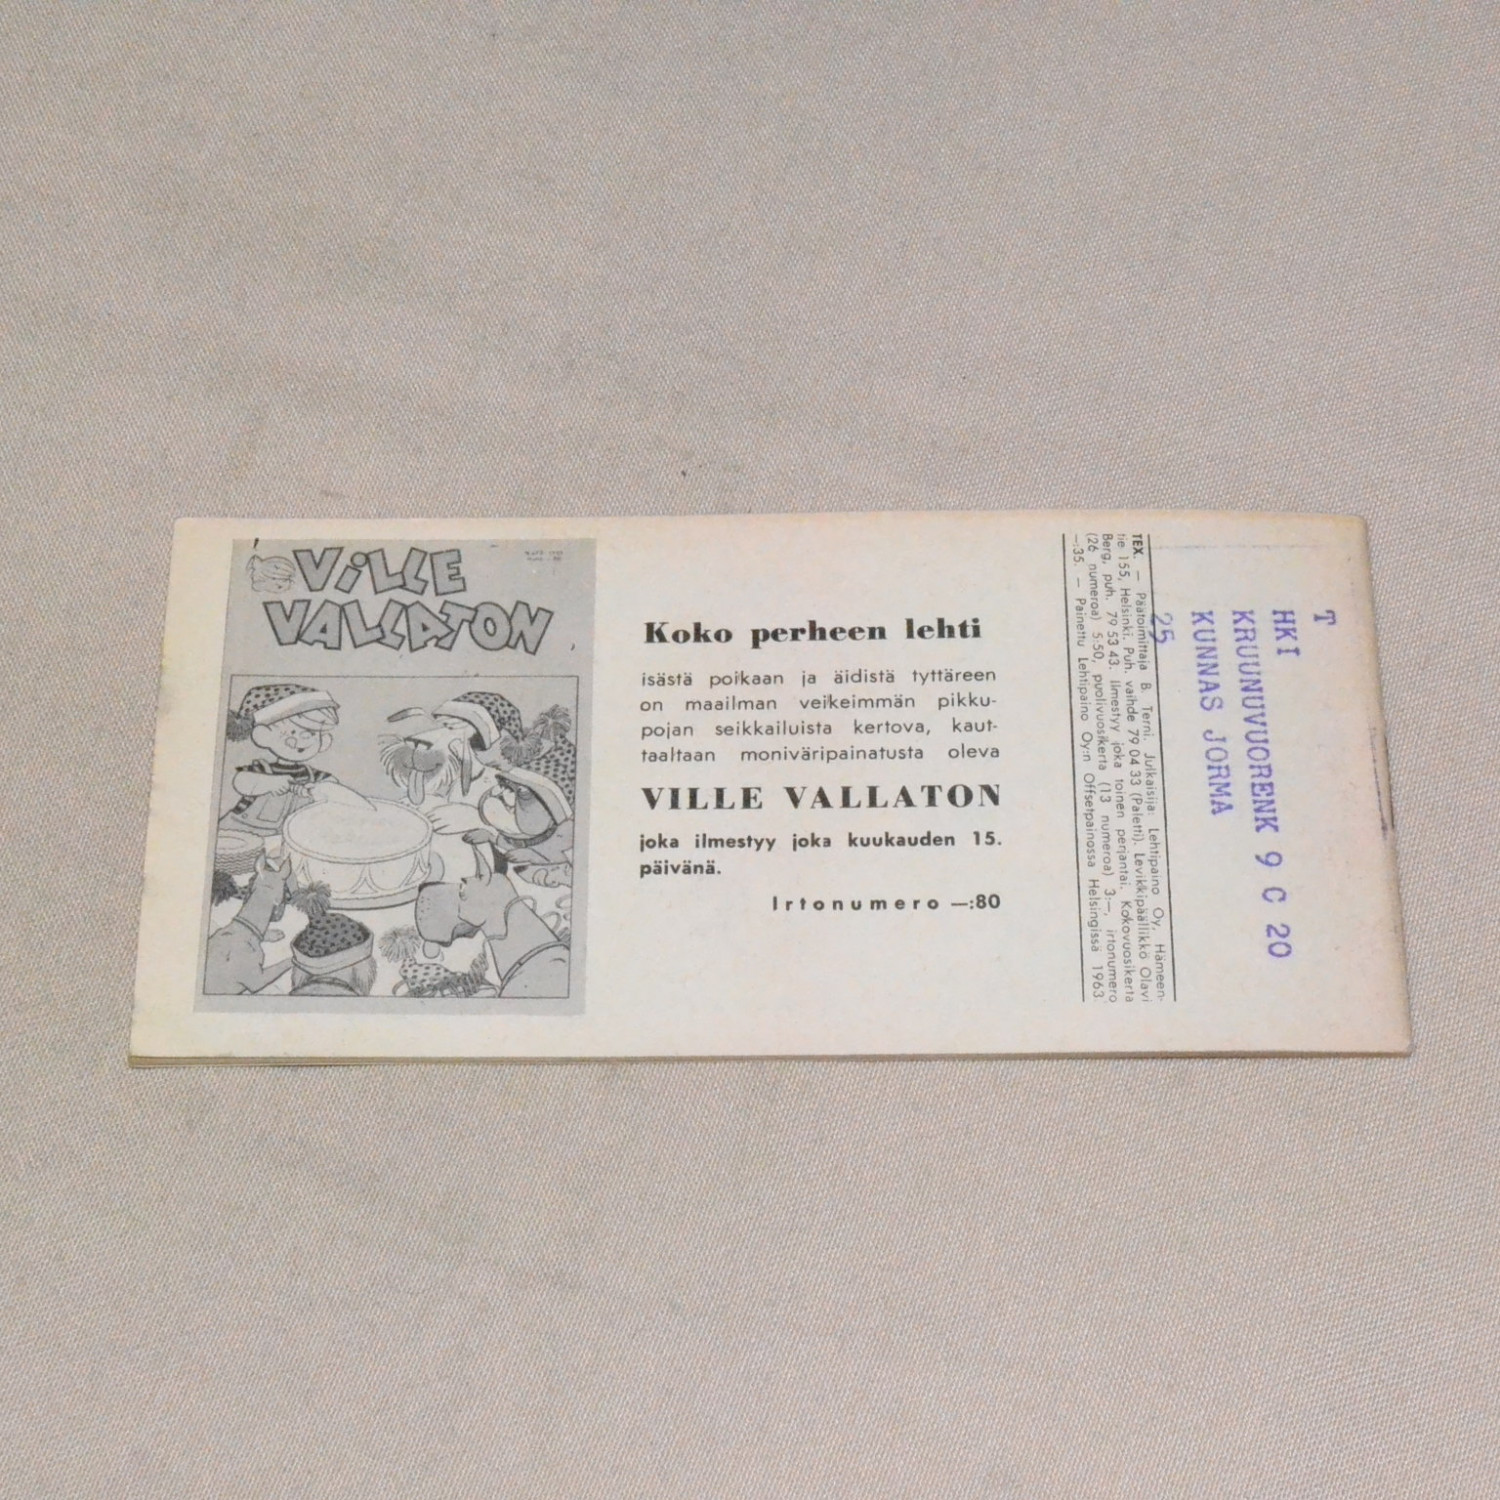 VILLE
VALLATON
Koko perheen lehti
isästä poikaan ja äidistä tyttäreen
on maailman veikeimmän pikku-
pojan seikkailuista kertova, kaut-
taaltaan moniväripainatusta oleva
VILLE VALLATON
joka ilmestyy joka kuukauden 15.
päivänä.
Irtonumero —:80
TEX. — Päätoimittaja B. Terni. Julkaisija: Lehtipaino Oy, Hämeen-
tie 155, Helsinki. Puh. vaihde 79 04 33 (Paletti). Levikkipäällikkö Olavi
Berg, puh. 79 53 43. Ilmestyy joka toinen perjantai. Kokovuosikerta
(26 numeroa) 5:50, puolivuosikerta (13 numeroa) 3:—, irtonumero
—:35. — Painettu Lehtipaino Oy:n Offsetpainossa Helsingissä 1963
T
HKI
KRUUNUVUORENK 9 C 20
KUNNAS JORMA
25